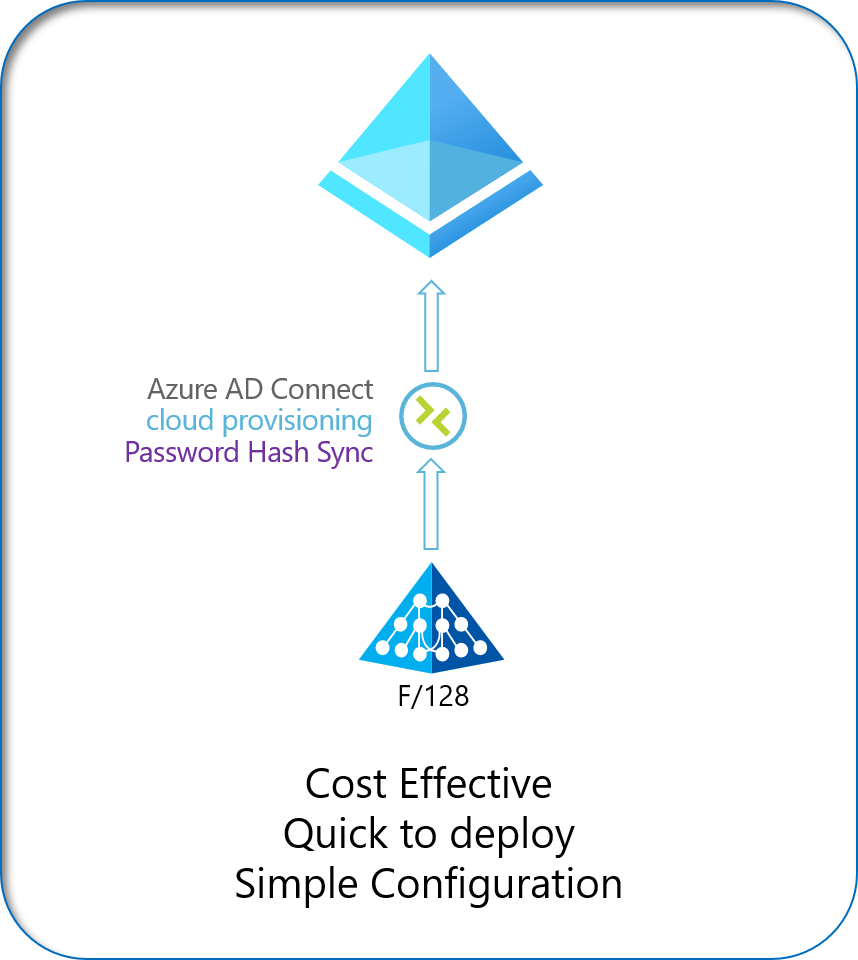 Azure AD Connect
cloud provisioning
Password Hash Sync
F/128
Cost Effective
Quick to deploy
Simple Configuration